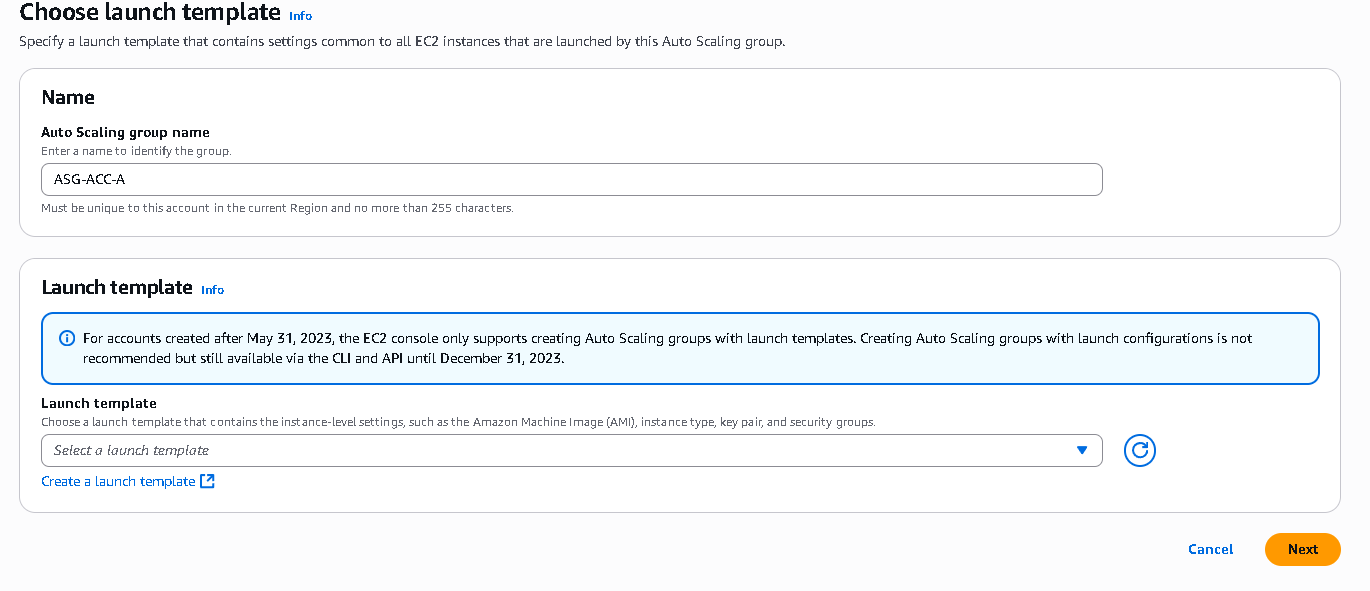 Choose launch template Info
Specify a launch template that contains settings common to all EC2 instances that are launched by this Auto Scaling group.
Name
Auto Scaling group name
Enter a name to identify the group.
ASG-ACC-A
Must be unique to this account in the current Region and no more than 255 characters.
Launch template Info
For accounts created after May 31, 2023, the EC2 console only supports creating Auto Scaling groups with launch templates. Creating Auto Scaling groups with launch configurations is not
recommended but still available via the CLI and API until December 31, 2023.
Launch template
Choose a launch template that contains the instance-level settings, such as the Amazon Machine Image (AMI), instance type, key pair, and security groups.
Select a launch template
Create a launch template
Cancel Next